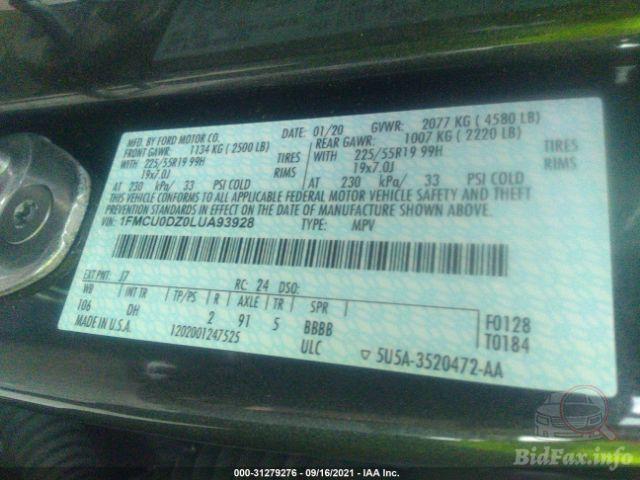 MFD. BY FORD MOTOR CO. DATE: 01/20 GVWR: 2077 KG ( 4580 LB)
FRONT GAWR: 1134 KG ( 2500 LB) REAR GAWR: 1007 KG ( 2220 LB)
WITH 225/55R19 99H TIRES WITH 225/55R19 99H TIRES
19x7.0J RIMS 19x7.0J RIMS
AT 230 kPa/ 33 PSI COLD AT 230 kPa/ 33 PSI COLD
THIS VEHICLE CONFORMS TO ALL APPLICABLE FEDERAL MOTOR VEHICLE SAFETY AND THEFT
PREVENTION STANDARDS IN EFFECT ON THE DATE OF MANUFACTURE SHOWN ABOVE.
VIN: 1FMCU0DZ0LUA93928 TYPE: MPV
EXT PNT: J7 RC: 24 DSO:
WB INT TR TP/PS R AXLE TR SPR
106 DH 2 91 5 BBBB F0128
MADE IN U.S.A. 1202001247525 ULC T0184
▽ 5U5A-3520472-AA
000-31279276 - 09/16/2021 - IAA Inc.
BidFax.info